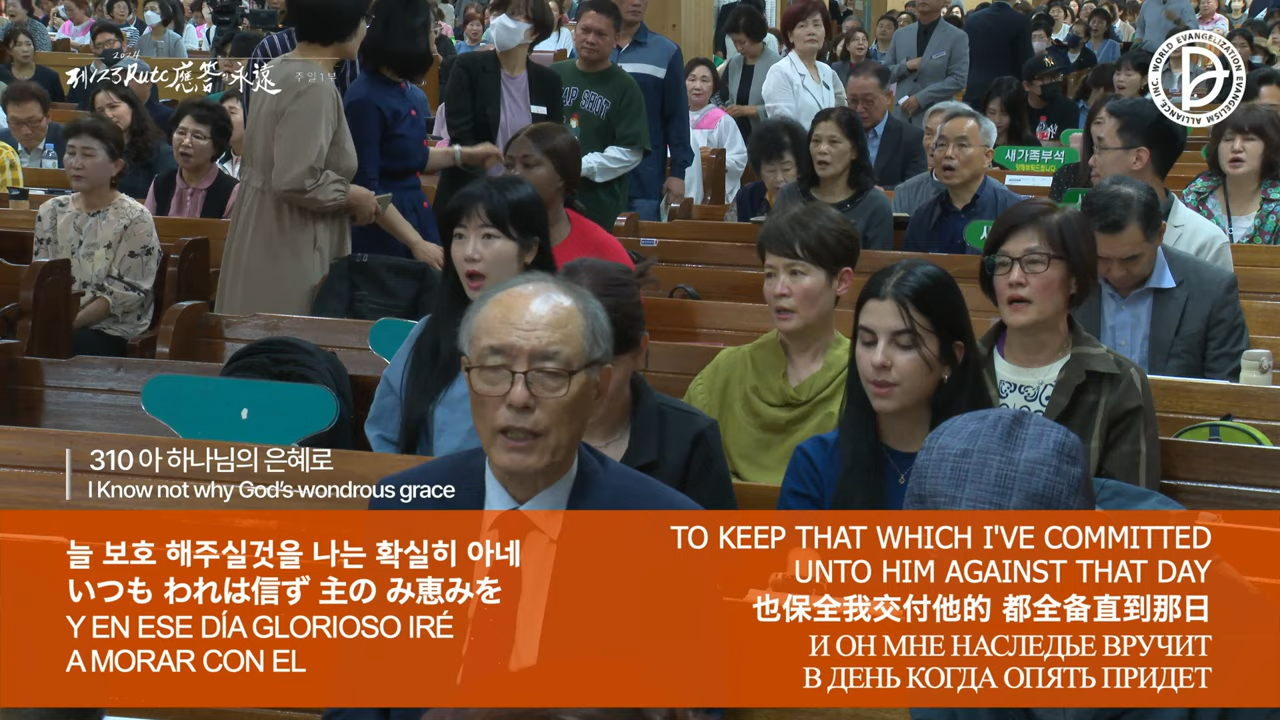 2024
제123 RUTC 應答의 永遠 주일1부
WORLD EVANGELIZATION EVANGELISM ALLIANCE, INC.
AP SHOT
새가족부석
310 아 하나님의 은혜로
I Know not why God's wondrous grace
늘 보호 해주실것을 나는 확실히 아네
いつも われは信ず 主の み恵みを
Y EN ESE DÍA GLORIOSO IRÉ
A MORAR CON EL
TO KEEP THAT WHICH I'VE COMMITTED
UNTO HIM AGAINST THAT DAY
也保全我交付他的 都全备直到那日
И ОН МНЕ НАСЛЕДЬЕ ВРУЧИТ
В ДЕНЬ КОГДА ОПЯТЬ ПРИДЕТ